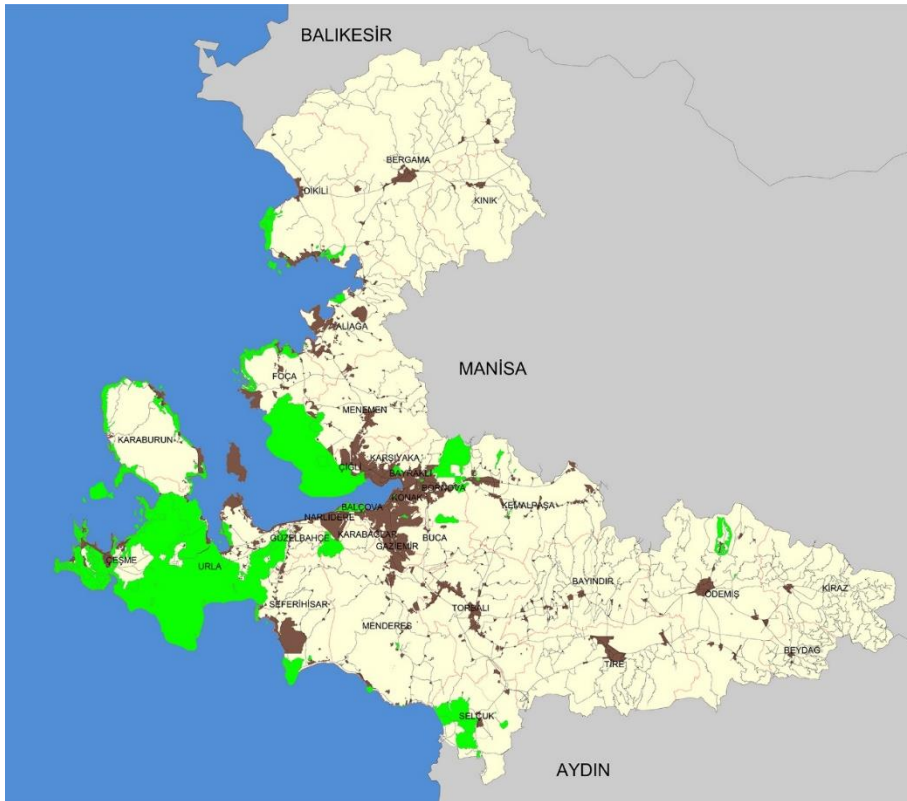 BALIKESİR
BERGAMA
DİKİLİ
KINIK
ALİAĞA
MANİSA
FOÇA
MENEMEN
KARABURUN
KARŞIYAKA
ÇİĞLİ
BAYRAKLI
BORNOVA
KONAK
KEMALPAŞA
BALÇOVA
NARLIDERE
KARABAĞLAR
GÜZELBAHÇE
BUCA
GAZİEMİR
ÇEŞME
URLA
BAYINDIR
KİRAZ
ÖDEMİŞ
SEFERİHİSAR
TORBALI
MENDERES
BEYDAĞ
TİRE
SELÇUK
AYDIN